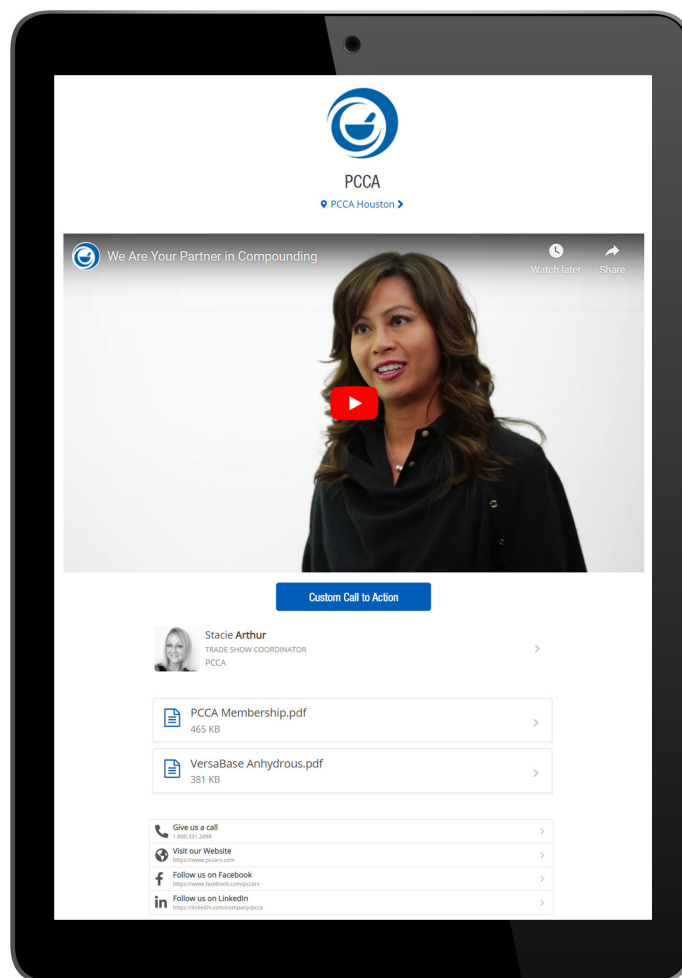 PCCA
PCCA Houston
We Are Your Partner in Compounding
Watch later
Share
Custom Call to Action
Stacie Arthur
TRADE SHOW COORDINATOR
PCCA
PCCA Membership.pdf
465 KB
VersaBase Anhydrous.pdf
381 KB
Give us a call
1.800.331.2498
Visit our Website
https://www.pccarx.com
Follow us on Facebook
https://www.facebook.com/pccarx
Follow us on LinkedIn
https://linkedin.com/company/pcca